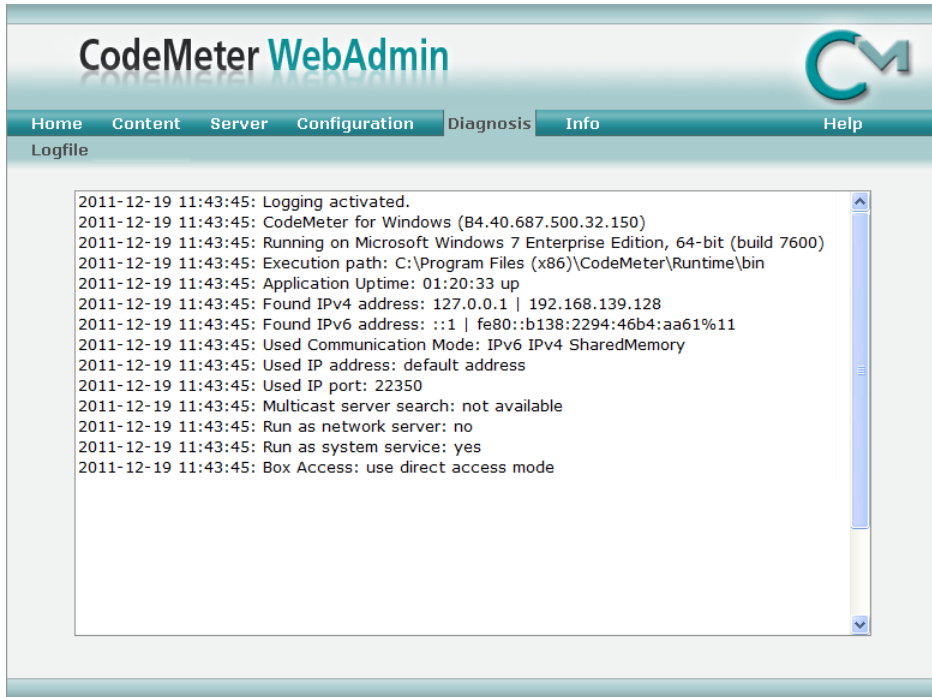 CodeMeter WebAdmin
CM
Home Content Server Configuration Diagnosis Info Help
Logfile
2011-12-19 11:43:45: Logging activated.
2011-12-19 11:43:45: CodeMeter for Windows (B4.40.687.500.32.150)
2011-12-19 11:43:45: Running on Microsoft Windows 7 Enterprise Edition, 64-bit (build 7600)
2011-12-19 11:43:45: Execution path: C:\Program Files (x86)\CodeMeter\Runtime\bin
2011-12-19 11:43:45: Application Uptime: 01:20:33 up
2011-12-19 11:43:45: Found IPv4 address: 127.0.0.1 | 192.168.139.128
2011-12-19 11:43:45: Found IPv6 address: ::1 | fe80::b138:2294:46b4:aa61%11
2011-12-19 11:43:45: Used Communication Mode: IPv6 IPv4 SharedMemory
2011-12-19 11:43:45: Used IP address: default address
2011-12-19 11:43:45: Used IP port: 22350
2011-12-19 11:43:45: Multicast server search: not available
2011-12-19 11:43:45: Run as network server: no
2011-12-19 11:43:45: Run as system service: yes
2011-12-19 11:43:45: Box Access: use direct access mode